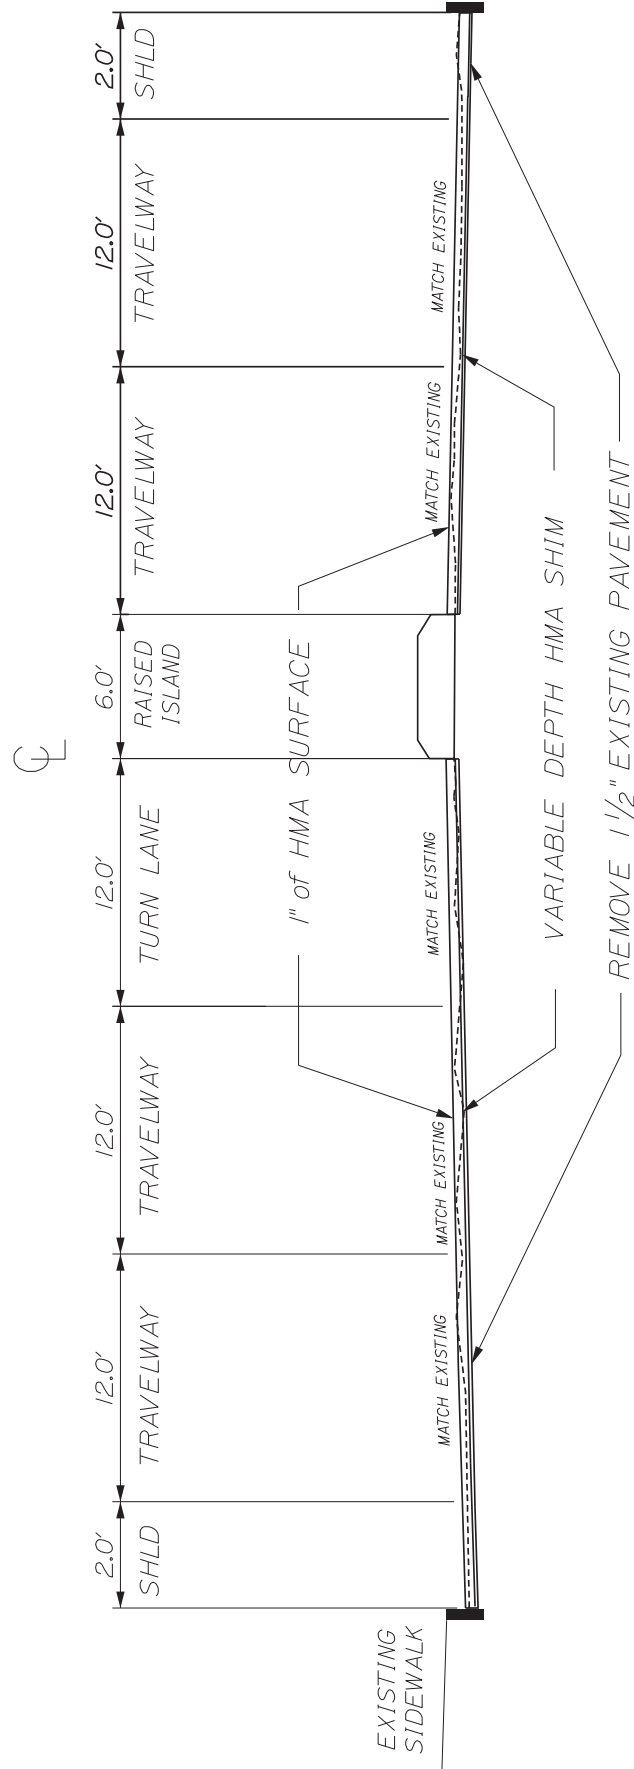 ℄
2.0'
12.0'
12.0'
12.0'
6.0'
12.0'
12.0'
2.0'
SHLD
TRAVELWAY
TRAVELWAY
TURN LANE
RAISED
ISLAND
TRAVELWAY
TRAVELWAY
SHLD
EXISTING
SIDEWALK
MATCH EXISTING
MATCH EXISTING
MATCH EXISTING
MATCH EXISTING
MATCH EXISTING
1" of HMA SURFACE
VARIABLE DEPTH HMA SHIM
REMOVE 1 1/2" EXISTING PAVEMENT